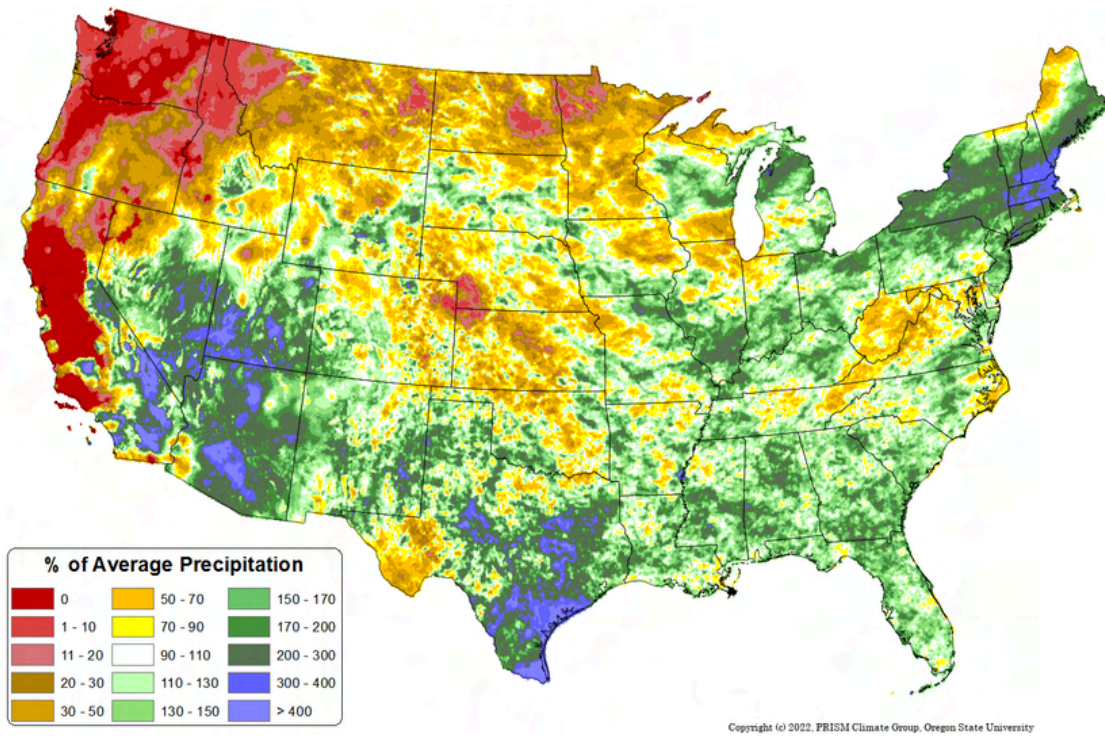 % of Average Precipitation
0 50 - 70 150 - 170
1 - 10 70 - 90 170 - 200
11 - 20 90 - 110 200 - 300
20 - 30 110 - 130 300 - 400
30 - 50 130 - 150 > 400
Copyright (c) 2022, PRISM Climate Group, Oregon State University